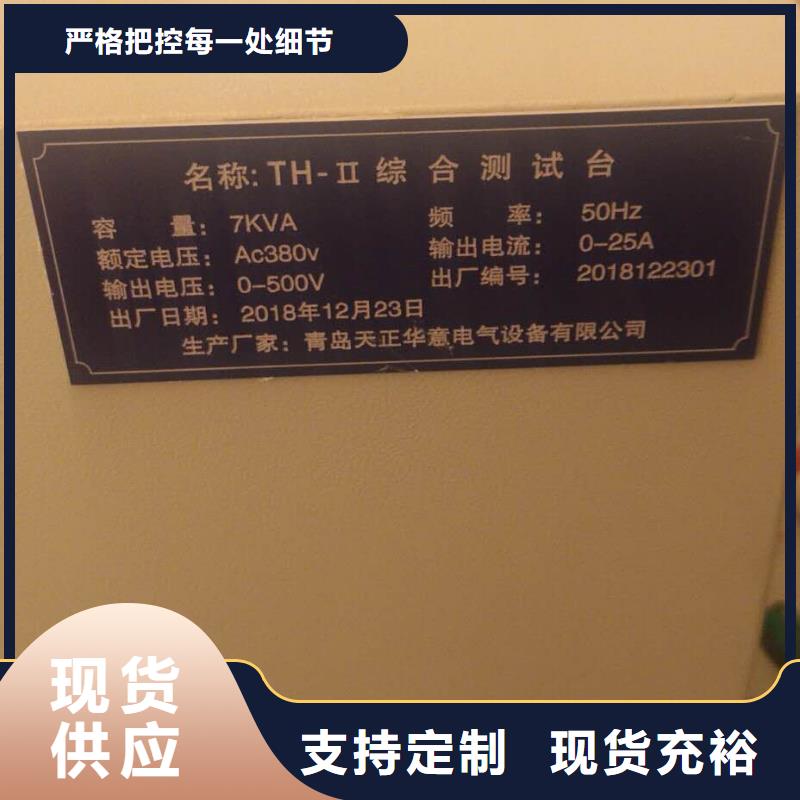 严格把控每一处细节
名称: TH-II 综合测试台
容 量: 7KVA 频 率: 50Hz
额定电压: Ac380v 输出电流: 0-25A
输出电压: 0-500V 出厂编号: 2018122301
出厂日期: 2018年12月23日
生产厂家: 青岛天正华意电气设备有限公司
现货
供应
支持定制 现货充裕